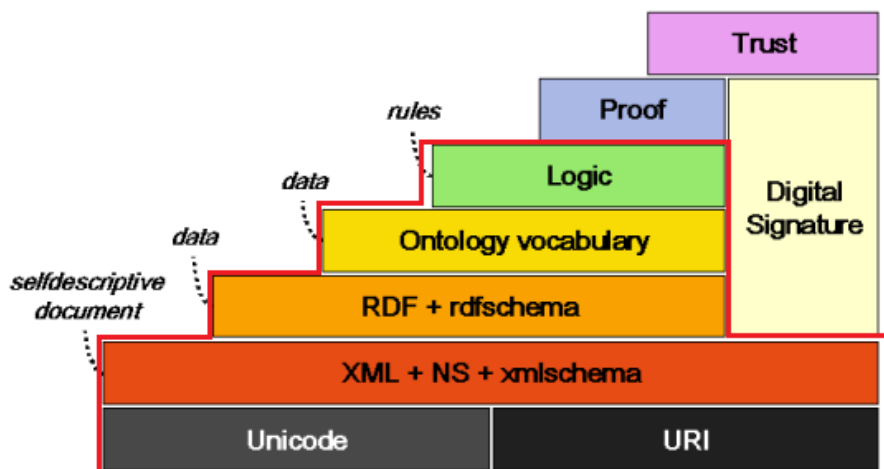 Trust
Proof
rules
Logic
Digital
Signature
data
Ontology vocabulary
data
RDF + rdfschema
selfdescriptive
document
XML + NS + xmlschema
Unicode
URI